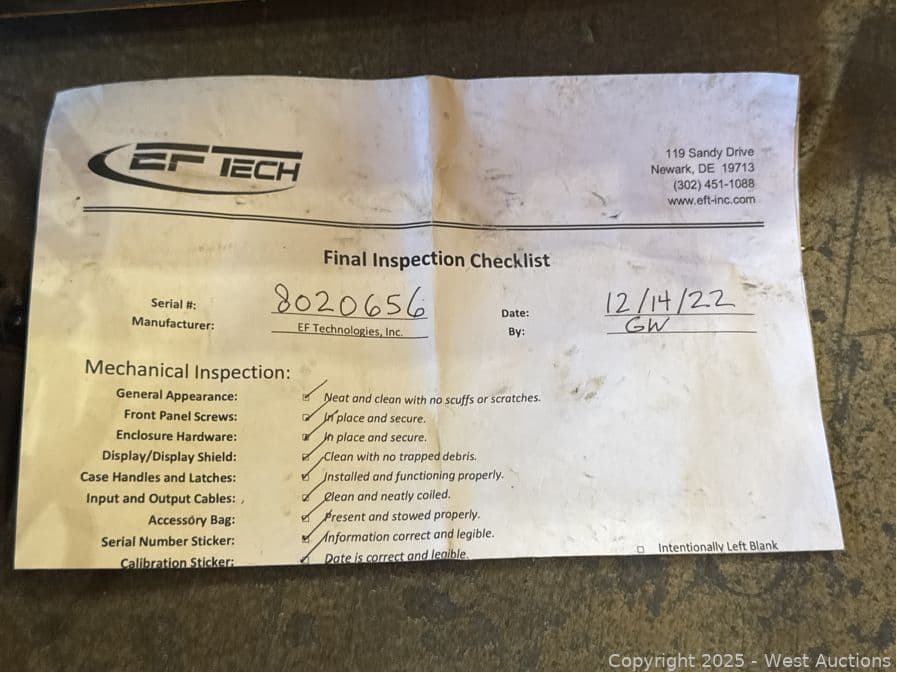 EF TECH
119 Sandy Drive
Newark, DE 19713
(302) 451-1088
www.eft-inc.com
Final Inspection Checklist
Serial #: 8020656 Date: 12/14/22
Manufacturer: EF Technologies, Inc. By: GW
Mechanical Inspection:
General Appearance: Neat and clean with no scuffs or scratches.
Front Panel Screws: In place and secure.
Enclosure Hardware: In place and secure.
Display/Display Shield: Clean with no trapped debris.
Case Handles and Latches: Installed and functioning properly.
Input and Output Cables: Clean and neatly coiled.
Accessory Bag: Present and stowed properly.
Serial Number Sticker: Information correct and legible.
Intentionally Left Blank
Calibration Sticker: Date is correct and legible.
Copyright 2025 - West Auctions